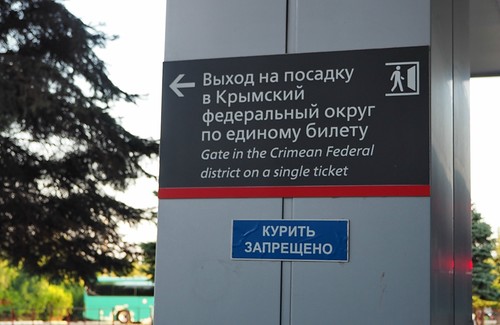 Выход на посадку
в Крымский
федеральный округ
по единому билету
Gate in the Crimean Federal
district on a single ticket
КУРИТЬ
ЗАПРЕЩЕНО